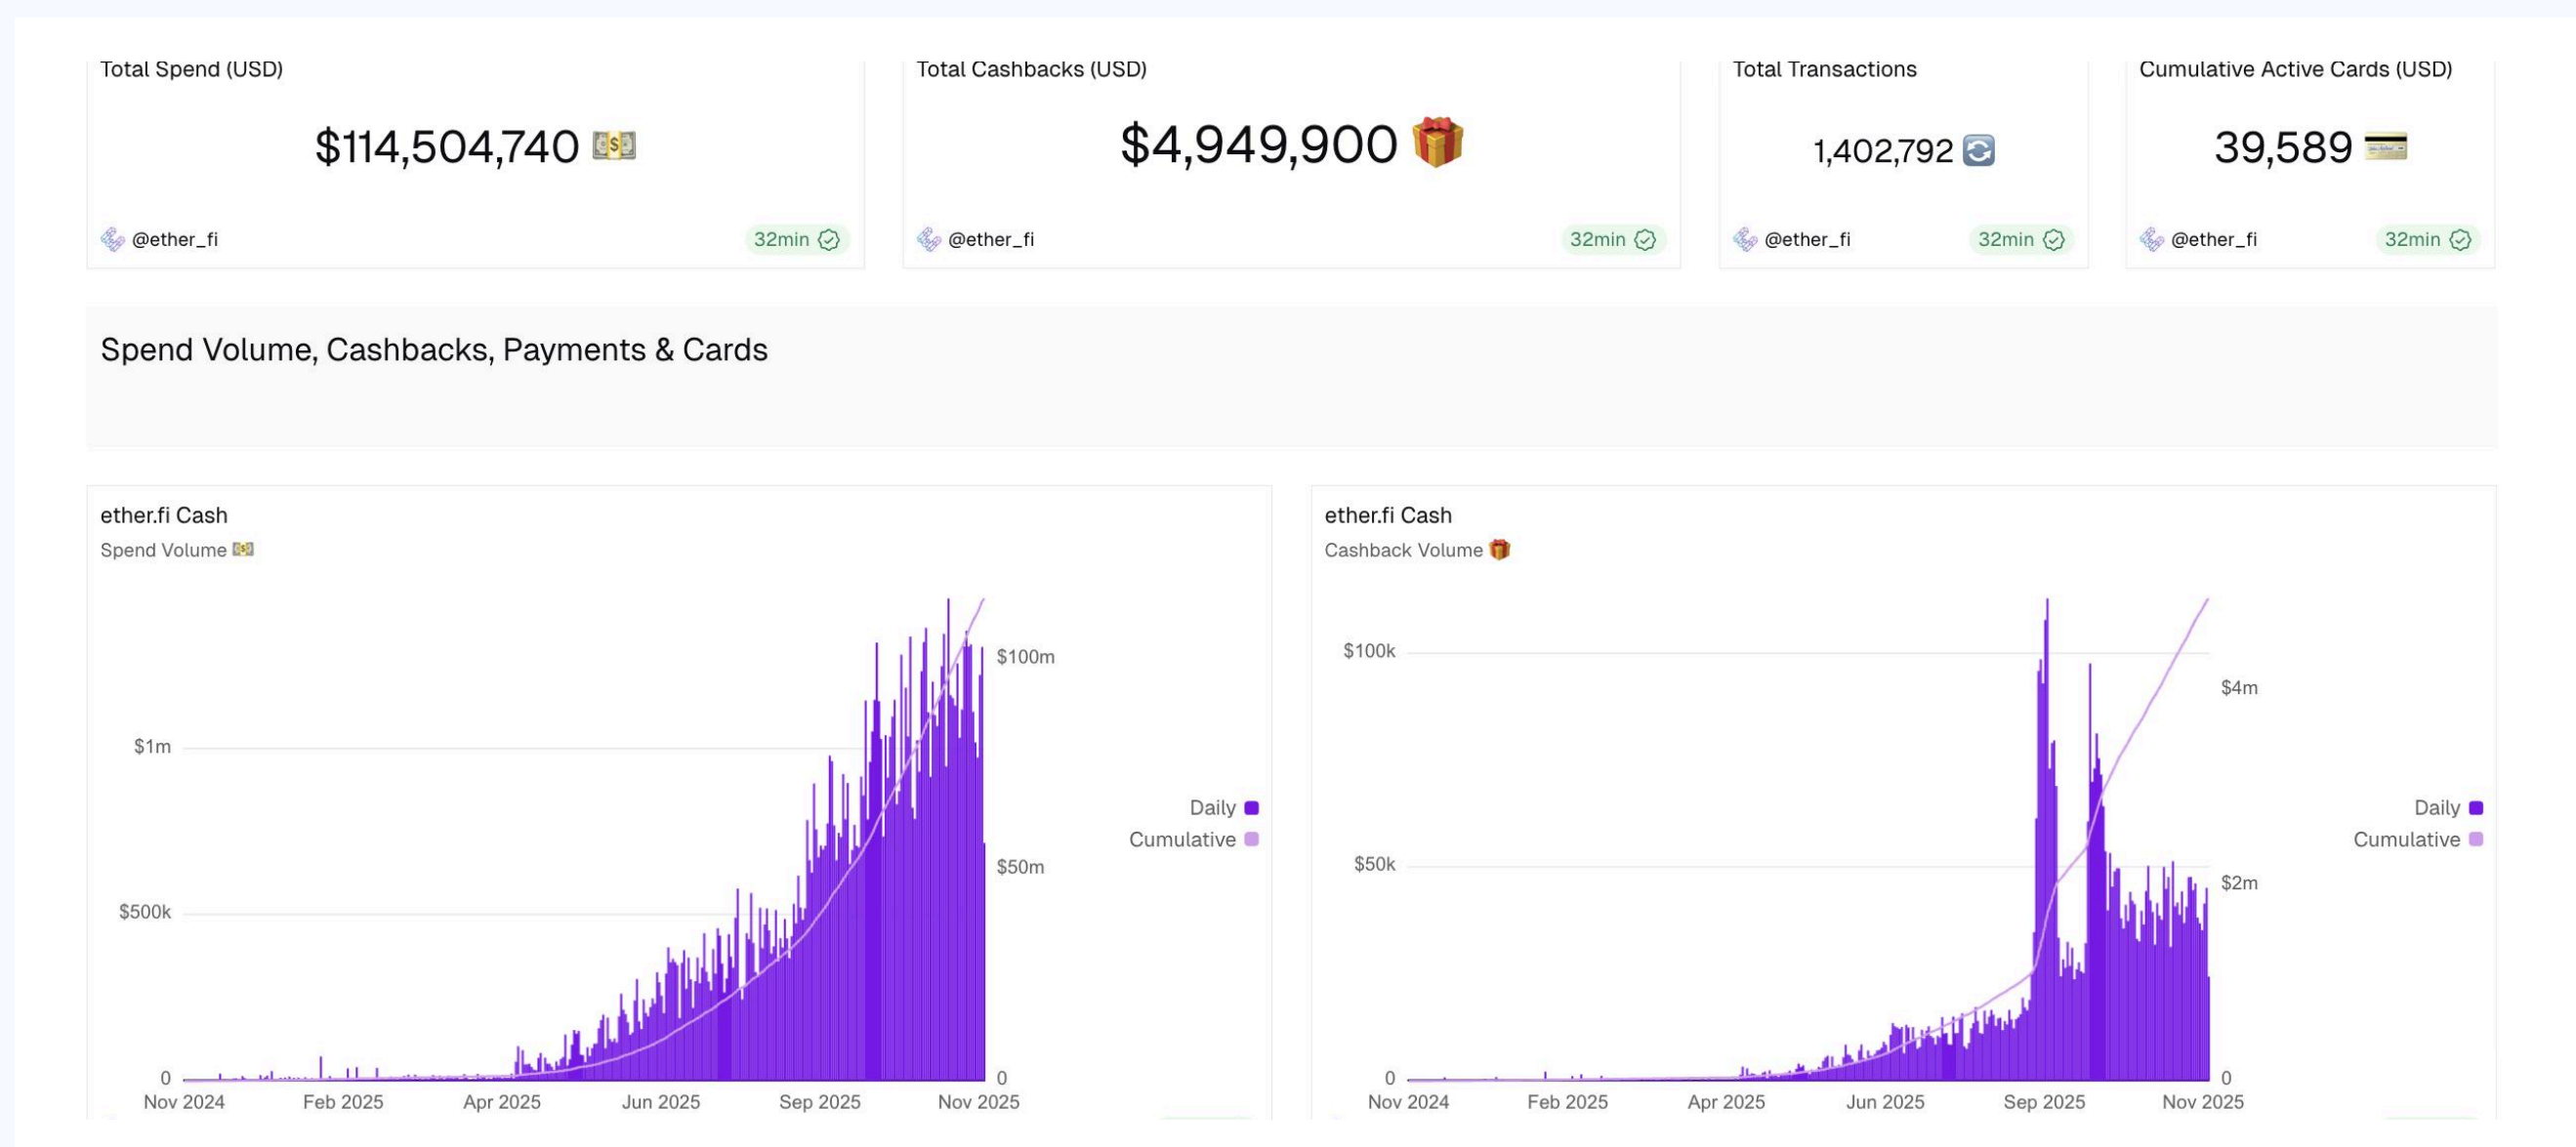 Total Spend (USD)
$114,504,740 💵
@ether_fi
32min
Total Cashbacks (USD)
$4,949,900 🎁
@ether_fi
32min
Total Transactions
1,402,792 🔄
@ether_fi
32min
Cumulative Active Cards (USD)
39,589 💳
@ether_fi
32min
Spend Volume, Cashbacks, Payments & Cards
ether.fi Cash
Spend Volume 💵
$1m
$500k
0
$100m
$50m
0
Nov 2024 Feb 2025 Apr 2025 Jun 2025 Sep 2025 Nov 2025
Daily
Cumulative
ether.fi Cash
Cashback Volume 🎁
$100k
$50k
0
$4m
$2m
0
Nov 2024 Feb 2025 Apr 2025 Jun 2025 Sep 2025 Nov 2025
Daily
Cumulative